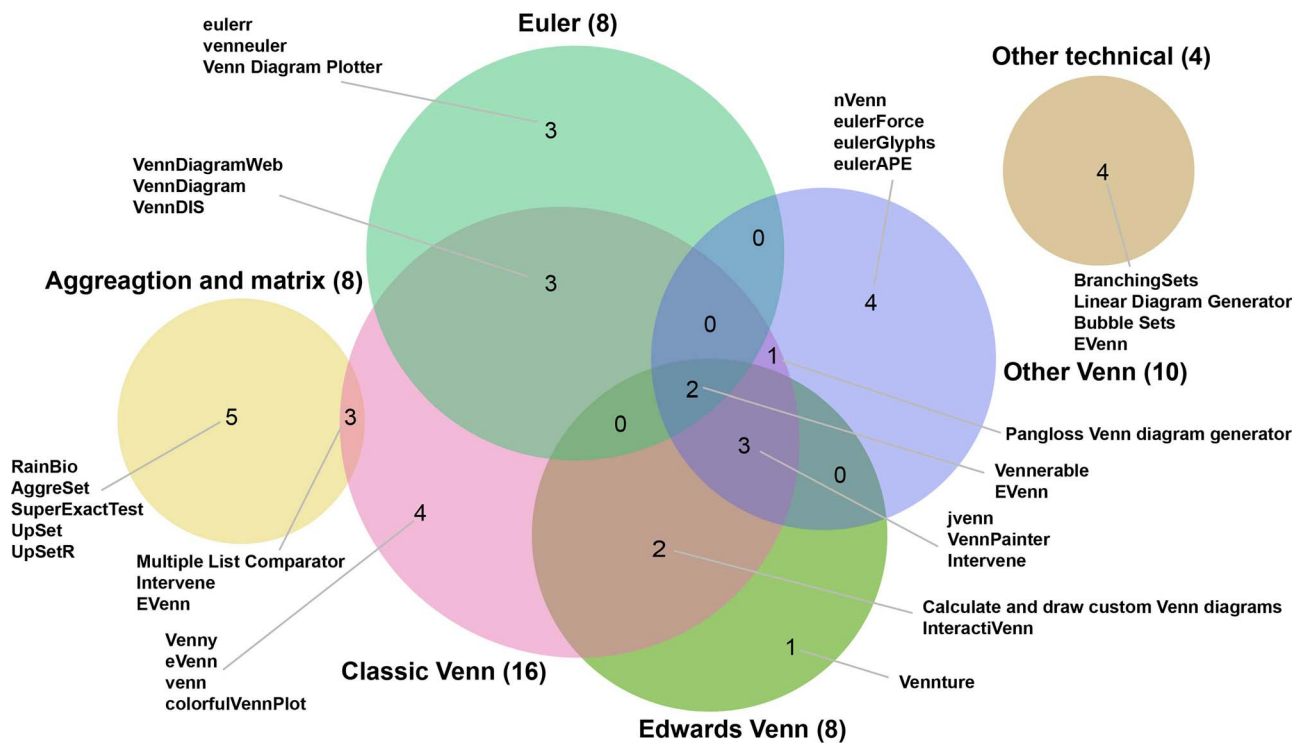 Euler (8)
eulerr
venneuler
Venn Diagram Plotter
3
Other technical (4)
4
BranchingSets
Linear Diagram Generator
Bubble Sets
EVenn
nVenn
eulerForce
eulerGlyphs
eulerAPE
VennDiagramWeb
VennDiagram
VennDIS
3
0
4
0
1
Other Venn (10)
Aggreagtion and matrix (8)
5
3
RainBio
AggreSet
SuperExactTest
UpSet
UpSetR
Multiple List Comparator
Intervene
EVenn
2
0
3
0
Pangloss Venn diagram generator
Vennerable
EVenn
jvenn
VennPainter
Intervene
4
2
Calculate and draw custom Venn diagrams
InteractiVenn
Venny
eVenn
venn
colorfulVennPlot
Classic Venn (16)
1
Vennture
Edwards Venn (8)